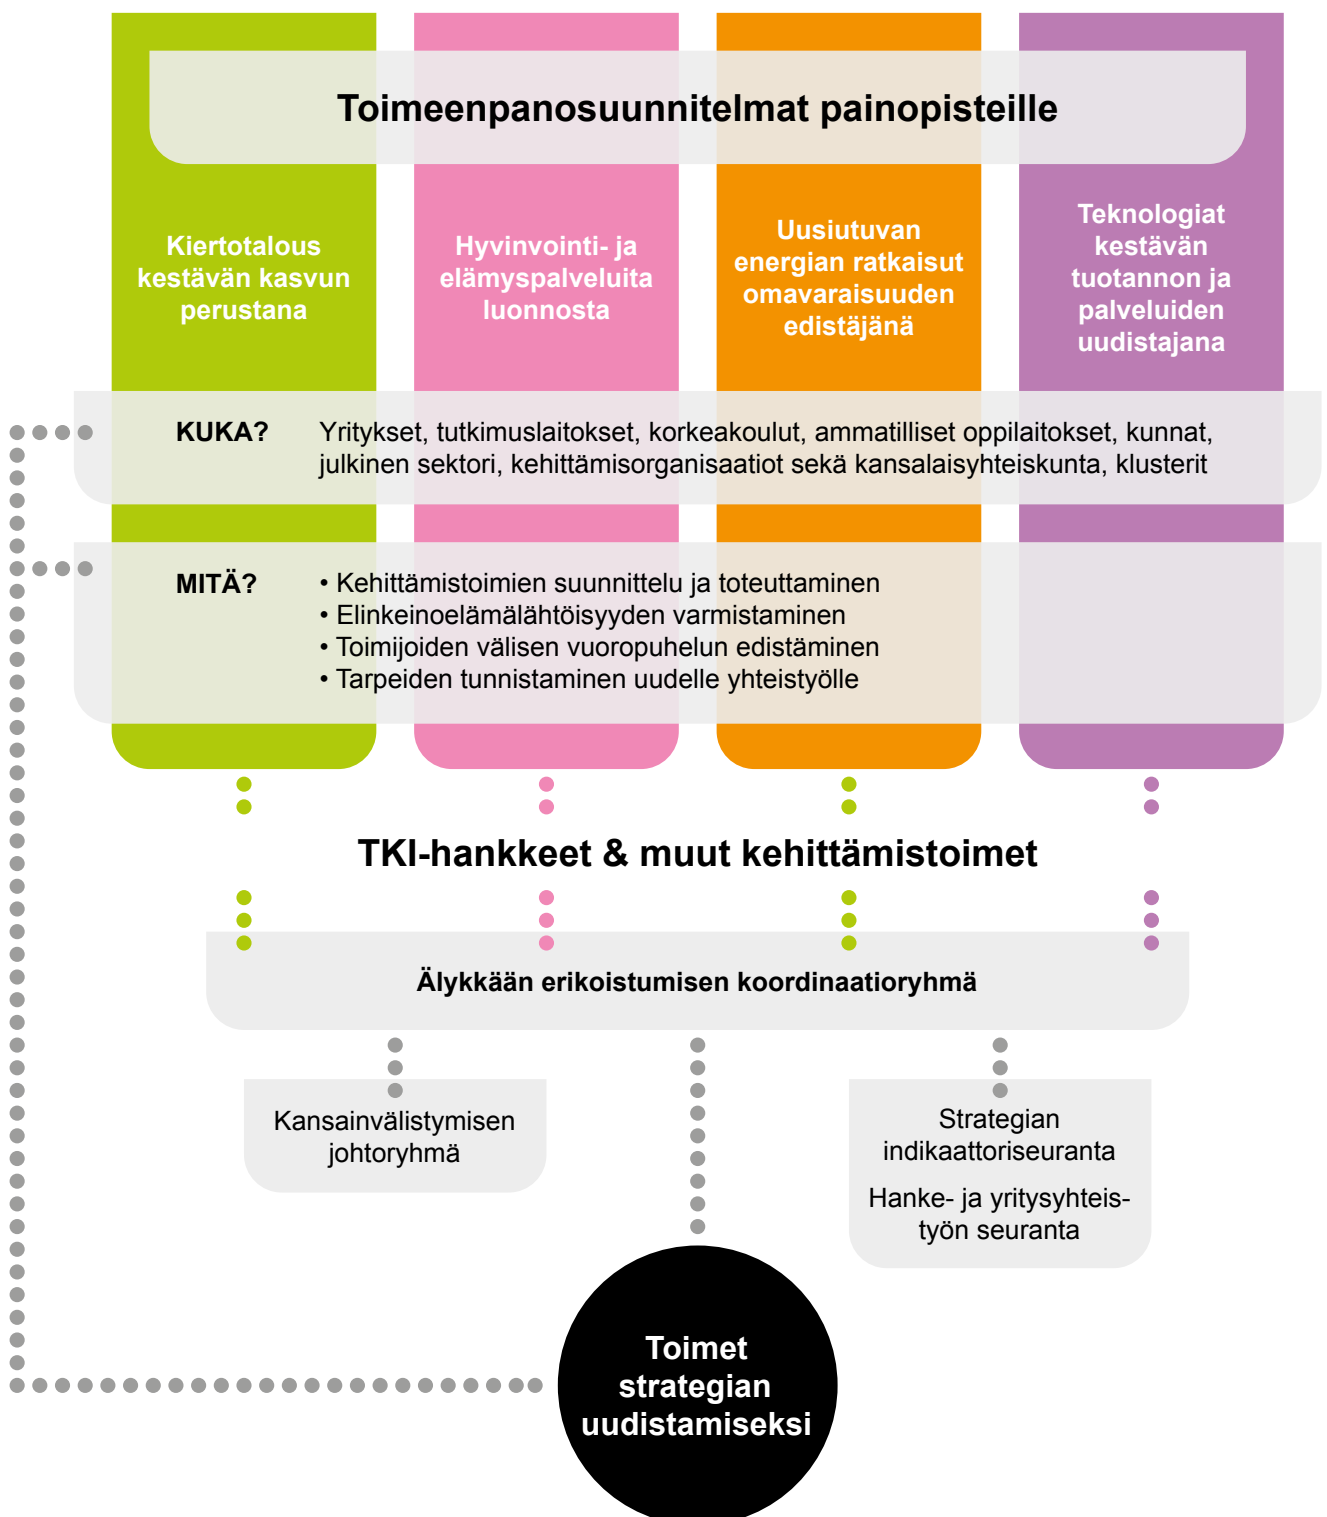 Toimeenpanosuunnitelmat painopisteille
Kiertotalous
kestävän kasvun
perustana
Hyvinvointi- ja
elämyspalveluita
luonnosta
Uusiutuvan
energian ratkaisut
omavaraisuuden
edistäjänä
Teknologiat
kestävän
tuotannon ja
palveluiden
uudistajana
KUKA? Yritykset, tutkimuslaitokset, korkeakoulut, ammatilliset oppilaitokset, kunnat,
julkinen sektori, kehittämisorganisaatiot sekä kansalaisyhteiskunta, klusterit
MITÄ? • Kehittämistoimien suunnittelu ja toteuttaminen
• Elinkeinoelämälähtöisyyden varmistaminen
• Toimijoiden välisen vuoropuhelun edistäminen
• Tarpeiden tunnistaminen uudelle yhteistyölle
TKI-hankkeet & muut kehittämistoimet
Älykkään erikoistumisen koordinaatioryhmä
Kansainvälistymisen
johtoryhmä
Strategian
indikaattoriseuranta
Hanke- ja yritysyhteis-
työn seuranta
Toimet
strategian
uudistamiseksi